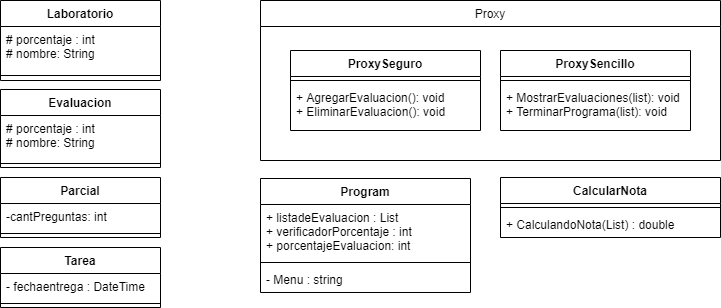 Laboratorio
# porcentaje : int
# nombre: String
Evaluacion
# porcentaje : int
# nombre: String
Parcial
-cantPreguntas: int
Tarea
- fechaentrega : DateTime
Proxy
ProxySeguro
+ AgregarEvaluacion(): void
+ EliminarEvaluacion(): void
ProxySencillo
+ MostrarEvaluaciones(list): void
+ TerminarPrograma(list): void
Program
+ listadeEvaluacion : List
+ verificadorPorcentaje : int
+ porcentajeEvaluacion: int
- Menu : string
CalcularNota
+ CalculandoNota(List) : double